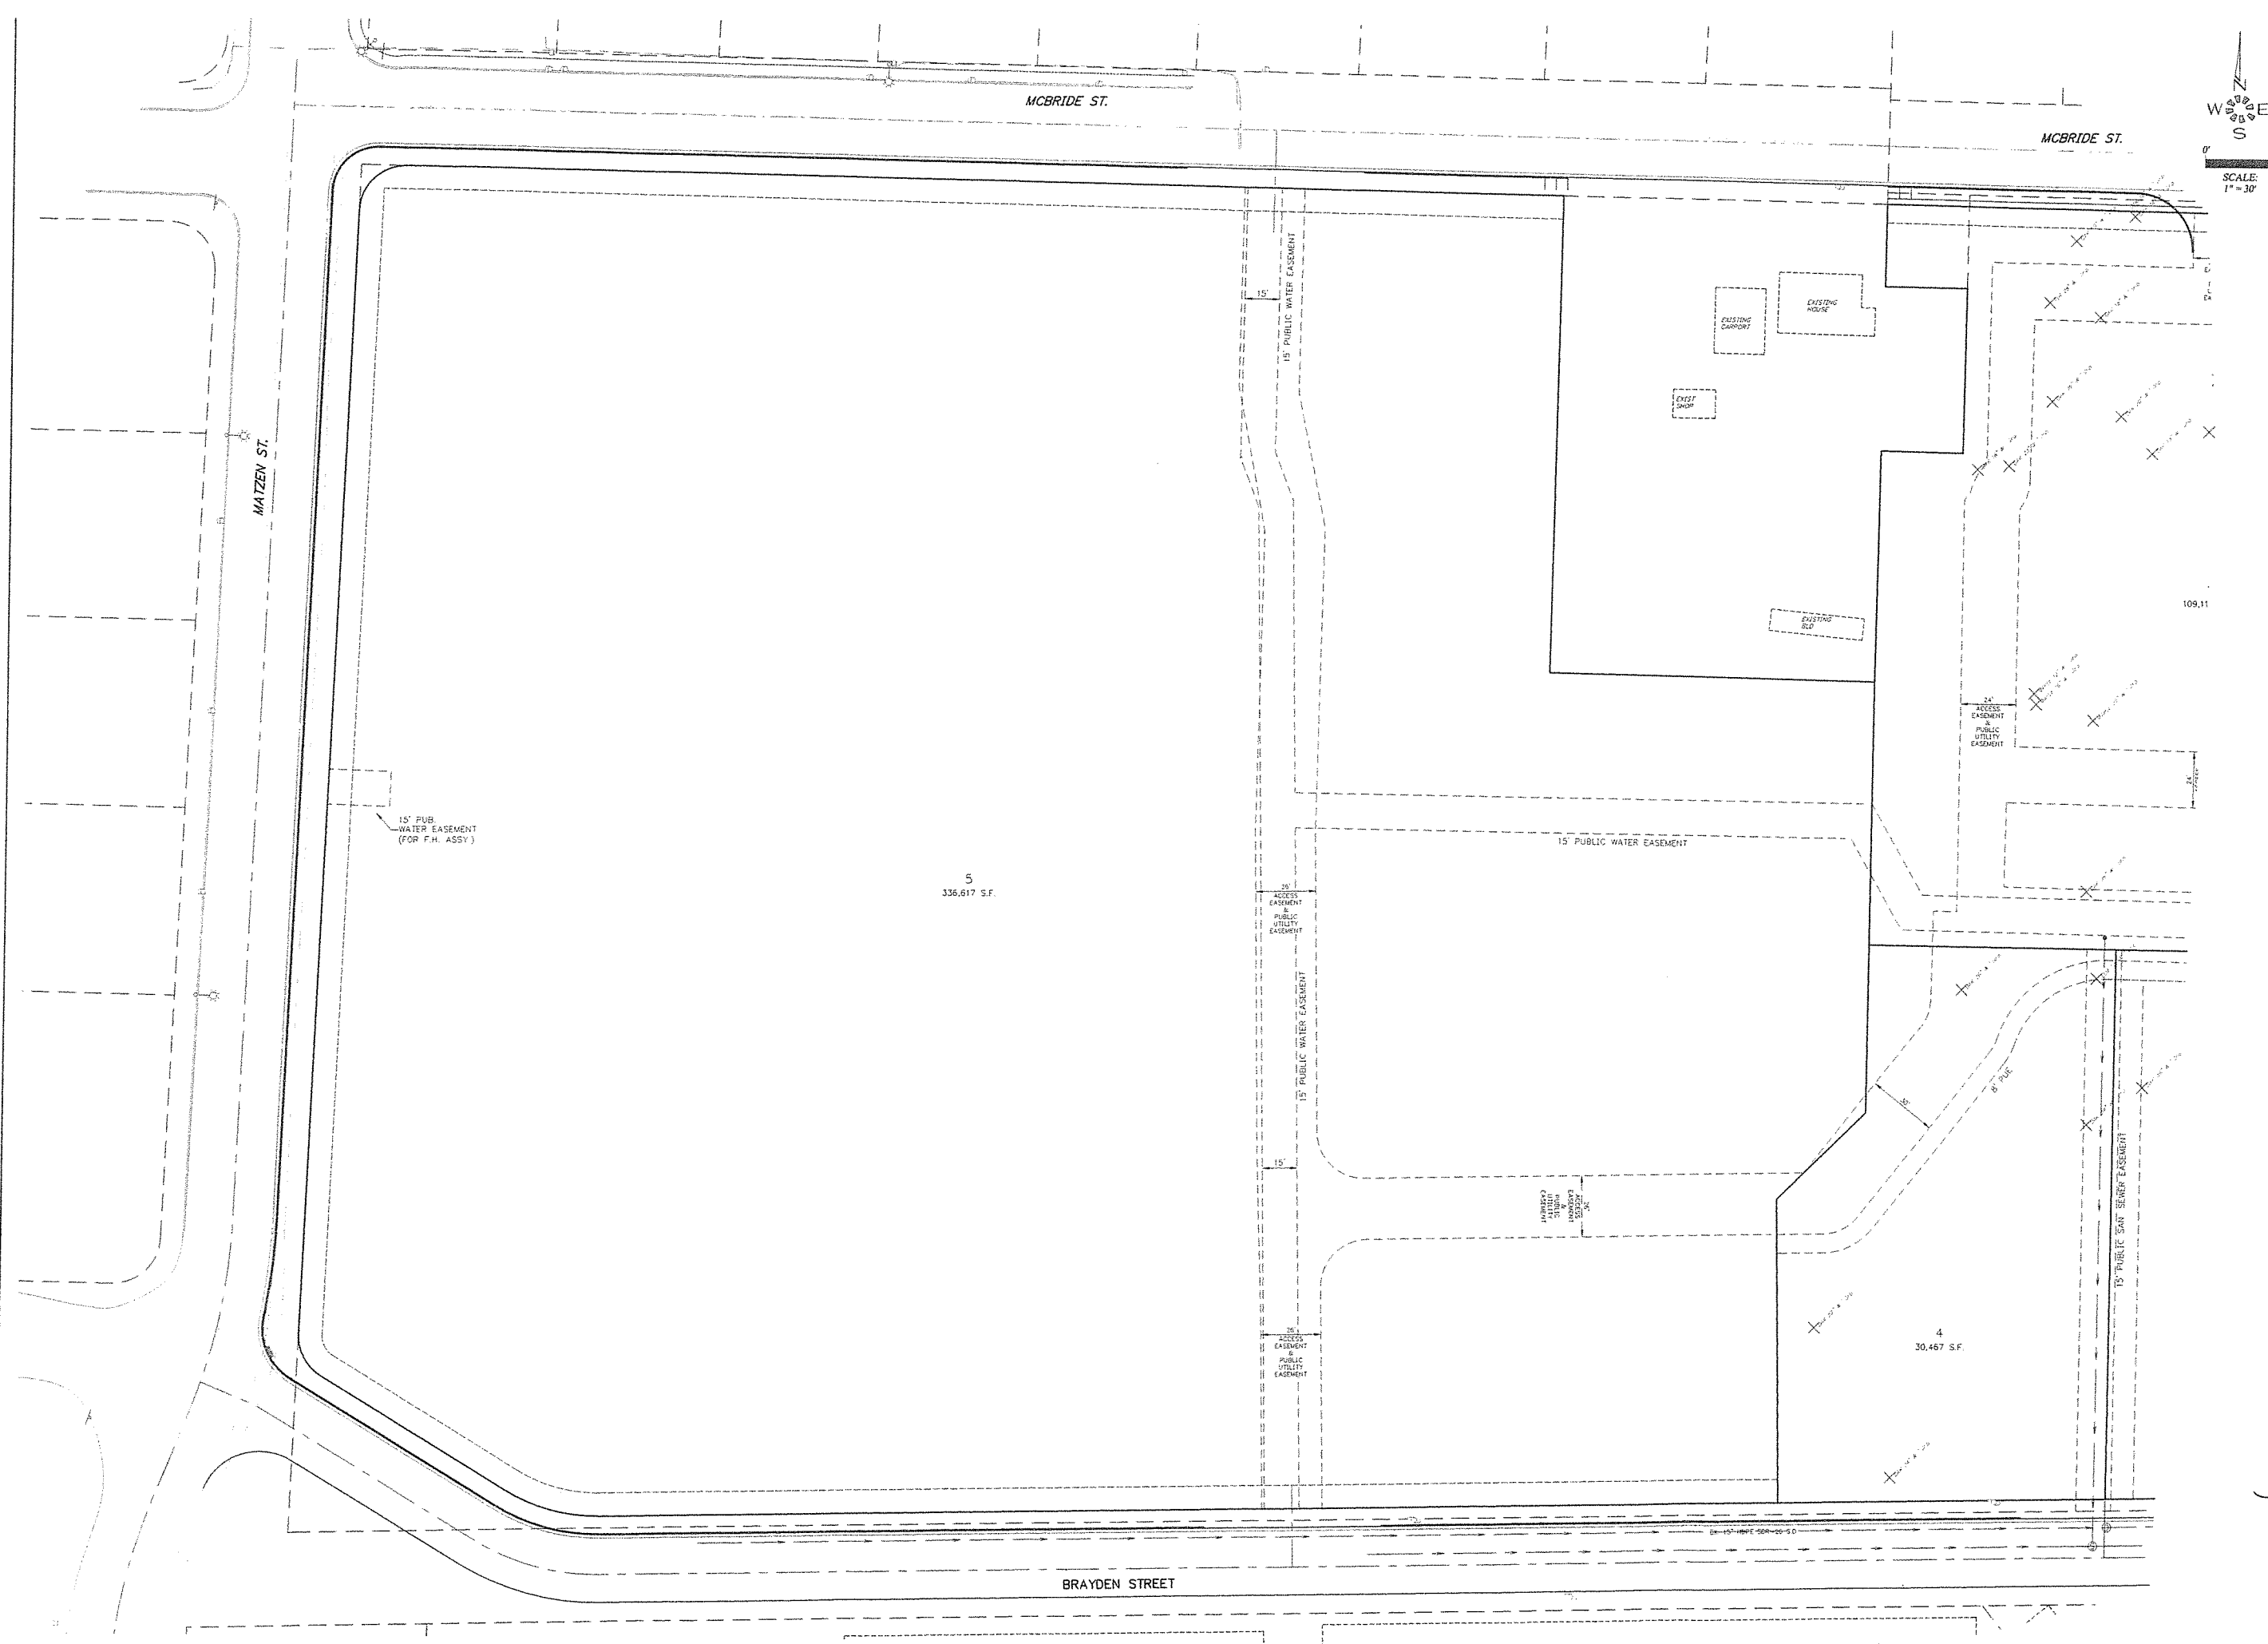 MCBRIDE ST.
MCBRIDE ST.
N
W E
S
0'
SCALE:
1" = 30'
MATZEN ST.
15'
15' PUBLIC WATER EASEMENT
EXISTING
CARPORT
EXISTING
HOUSE
EXIST
SHOP
EXISTING
BLD
109,11
24'
ACCESS
EASEMENT
&
PUBLIC
UTILITY
EASEMENT
24'
15' PUB.
WATER EASEMENT
(FOR F.H. ASSY)
15' PUBLIC WATER EASEMENT
5
336,617 S.F.
26'
ACCESS
EASEMENT
&
PUBLIC
UTILITY
EASEMENT
15' PUBLIC WATER EASEMENT
8' PUE
15'
26'
ACCESS
EASEMENT
&
PUBLIC
UTILITY
EASEMENT
15' PUBLIC SAN SEWER EASEMENT
26'
ACCESS
EASEMENT
&
PUBLIC
UTILITY
EASEMENT
4
30,467 S.F.
BRAYDEN STREET